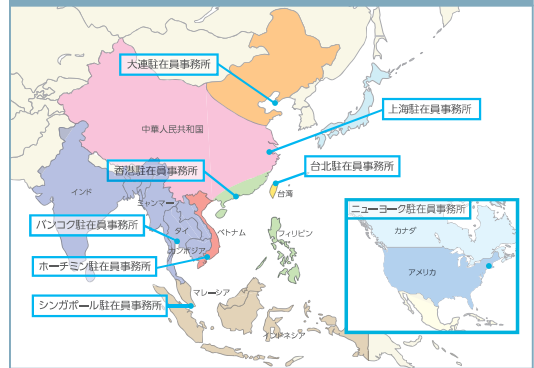 大連駐在員事務所
上海駐在員事務所
中華人民共和国
香港駐在員事務所
台北駐在員事務所
インド
ミャンマー
台湾
ニューヨーク駐在員事務所
バンコク駐在員事務所
タイ
ベトナム
フィリピン
カナダ
カンボジア
ホーチミン駐在員事務所
アメリカ
マレーシア
シンガポール駐在員事務所
インドネシア